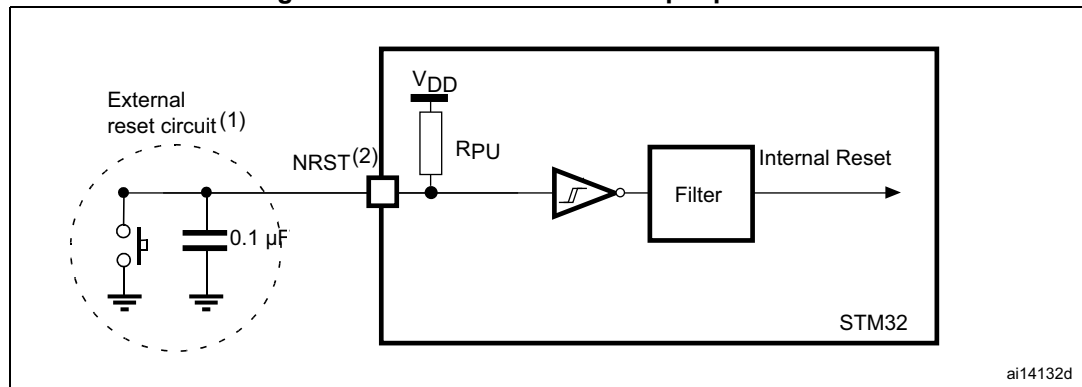 External
reset circuit(1)
NRST(2)
VDD
RPU
0.1 µF
Filter
Internal Reset
STM32
ai14132d